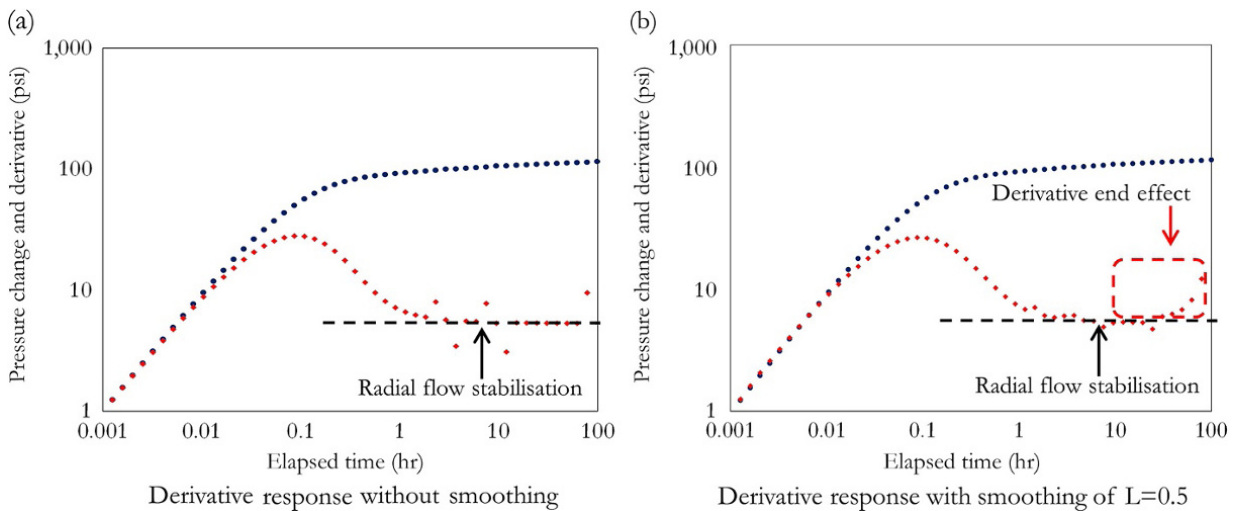 (a)
1,000
100
10
1
Pressure change and derivative (psi)
Radial flow stabilisation
0.001
0.01
0.1
1
10
100
Elapsed time (hr)
Derivative response without smoothing
(b)
1,000
100
10
1
Pressure change and derivative (psi)
Derivative end effect
Radial flow stabilisation
0.001
0.01
0.1
1
10
100
Elapsed time (hr)
Derivative response with smoothing of L=0.5